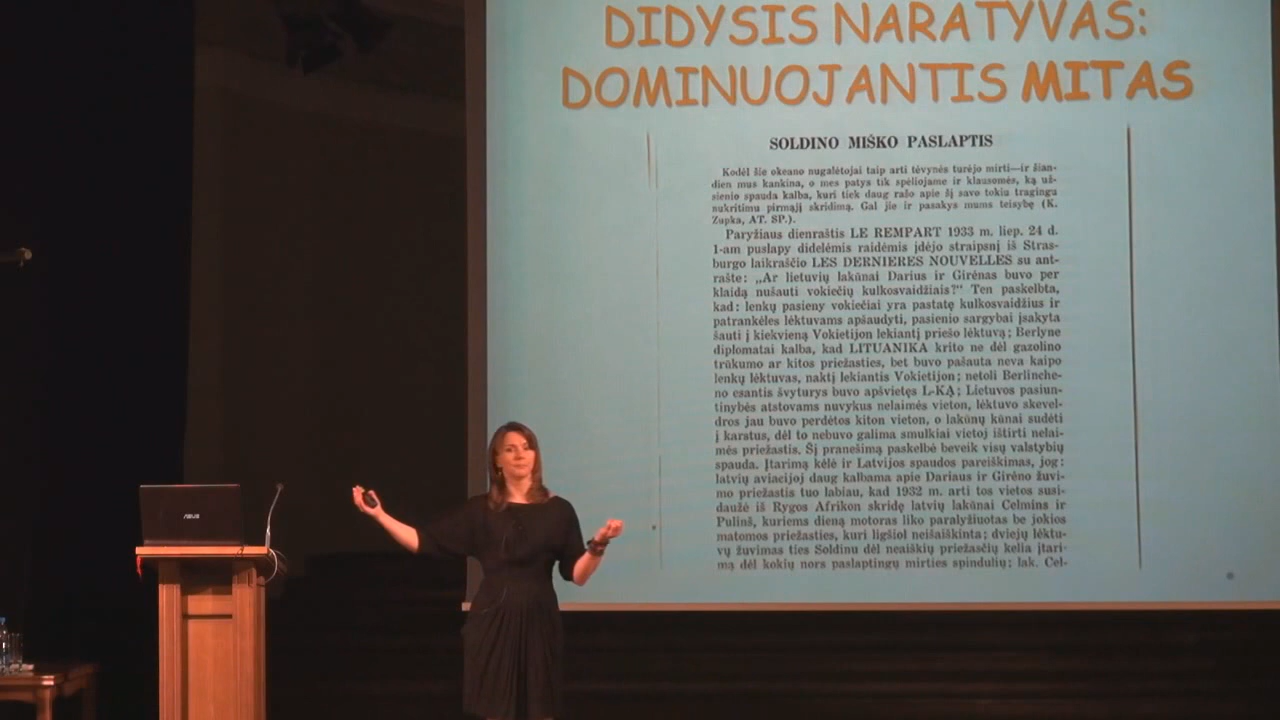 DIDYSIS NARATYVAS:
DOMINUOJANTIS MITAS
SOLDINO MIŠKO PASLAPTIS
Kodėl šie okeano nugalėtojai taip arti tėvynės turėjo mirti—ir šian-
dien mus kankina, o mes patys tik spėliojame ir klausomės, ką už-
sienio spauda kalba, kuri tiek daug rašo apie šį savo tokiu tragingu
nukritimu pirmąjį skridimą. Gal jie ir pasakys mums teisybę (K.
Zupka, AT. SP.).
Paryžiaus dienraštis LE REMPART 1933 m. liep. 24 d.
1-am puslapy didelėmis raidėmis įdėjo straipsnį iš Stras-
burgo laikraščio LES DERNIERES NOUVELLES su ant-
rašte: „Ar lietuvių lakūnai Darius ir Girėnas buvo per
klaidą nušauti vokiečių kulkosvaidžiais?“ Ten paskelbta,
kad: lenkų pasieny vokiečiai yra pastatę kulkosvaidžius ir
patrankėles lėktuvams apšaudyti, pasienio sargybai įsakyta
šauti į kiekvieną Vokietijon lekiantį priešo lėktuvą; Berlyne
diplomatai kalba, kad LITUANIKA krito ne dėl gazolino
trūkumo ar kitos priežasties, bet buvo pašauta neva kaipo
lenkų lėktuvas, naktį lekiantis Vokietijon; netoli Berlinche-
no esantis švyturys buvo apšvietęs L-KĄ; Lietuvos pasiun-
tinybės atstovams nuvykus nelaimės vieton, lėktuvo skevel-
dros jau buvo perdėtos kiton vieton, o lakūnų kūnai sudėti
į karstus, dėl to nebuvo galima smulkiai vietoj ištirti nelai-
mės priežastis. Šį pranešimą paskelbė beveik visų valstybių
spauda. Įtarimą kėlė ir Latvijos spaudos pareiškimas, jog:
latvių aviacijoj daug kalbama apie Dariaus ir Girėno žuvi-
mo priežastis tuo labiau, kad 1932 m. arti tos vietos susi-
daužė iš Rygos Afrikon skridę latvių lakūnai Celmins ir
Pulinš, kuriems dieną motoras liko paralyžiuotas be jokios
matomos priežasties, kuri ligšiol neišaiškinta; dviejų lėktu-
vų žuvimas ties Soldinu dėl neaiškių priežasčių kelia įtari-
mą dėl kokių nors paslaptingų mirties spindulių; lak. Cel-
ASUS